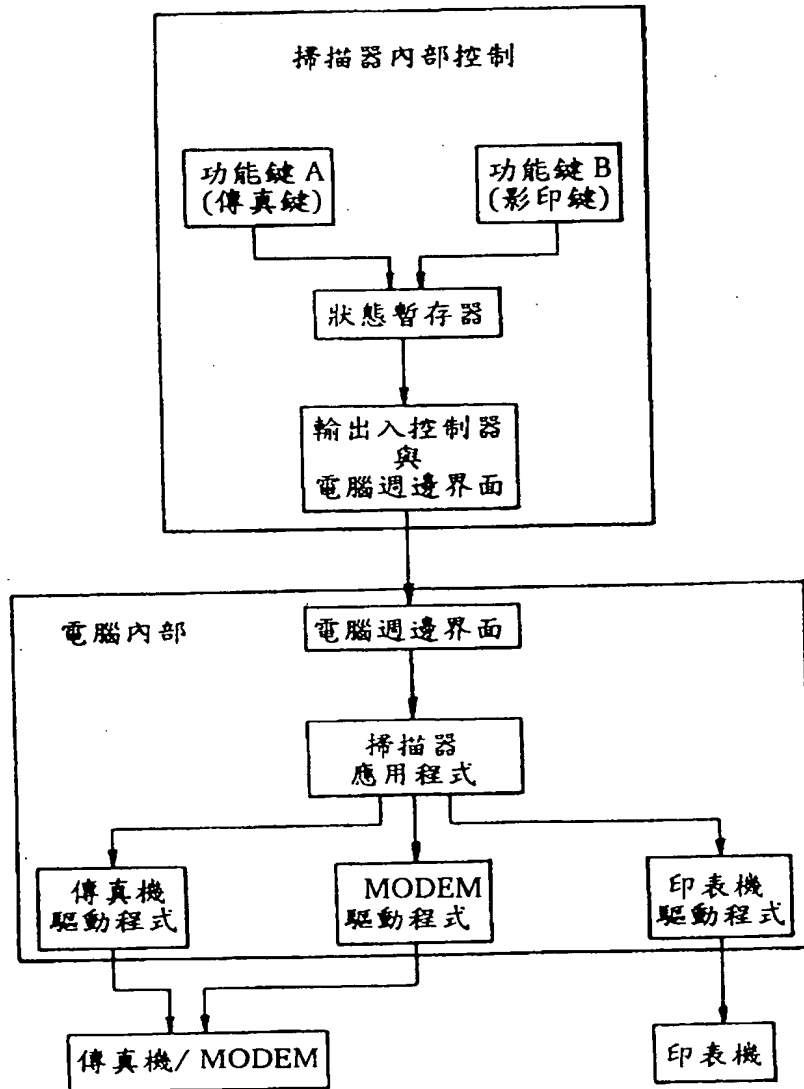 掃描器內部控制
功能鍵 A
(傳真鍵)
功能鍵 B
(影印鍵)
狀態暫存器
輸出入控制器
與
電腦週邊界面
電腦內部
電腦週邊界面
掃描器
應用程式
傳真機
驅動程式
MODEM
驅動程式
印表機
驅動程式
傳真機/ MODEM
印表機